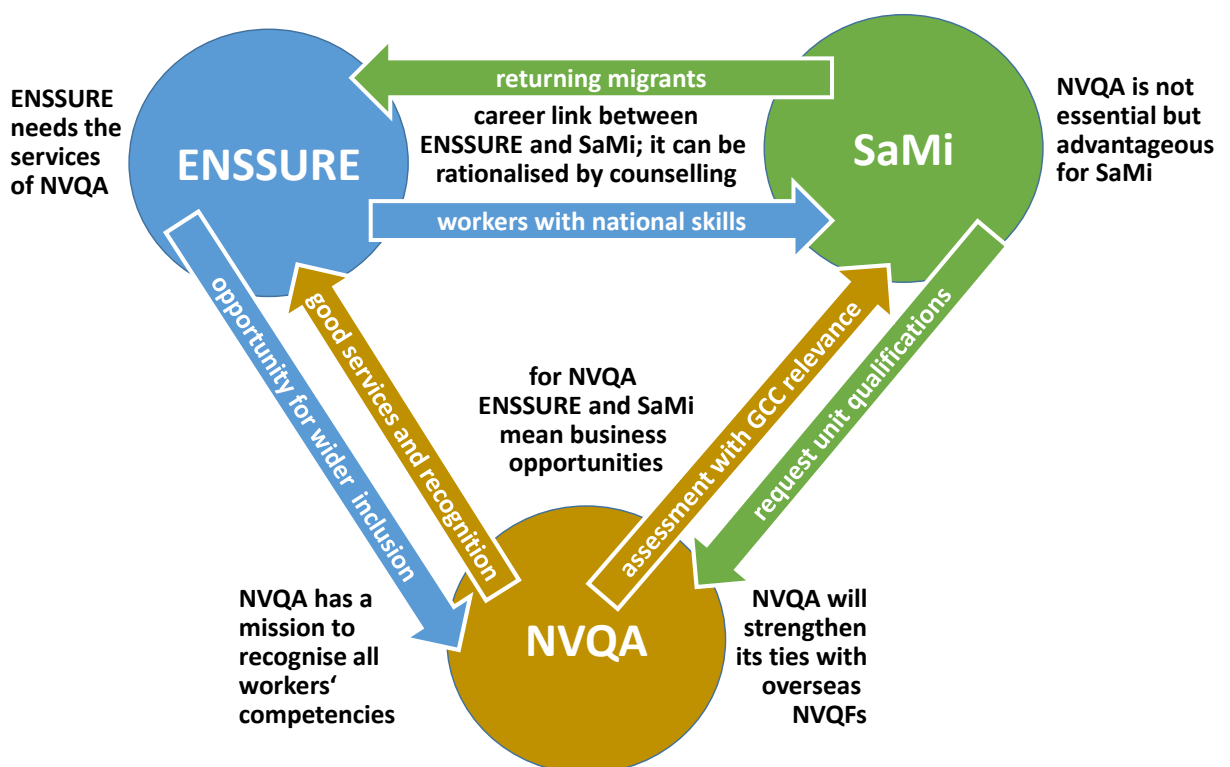 returning migrants
ENSSURE
needs the
services
of NVQA
ENSSURE
career link between
ENSSURE and SaMi; it can be
rationalised by counselling
SaMi
NVQA is not
essential but
advantageous
for SaMi
workers with national skills
opportunity for wider inclusion
good services and recognition
for NVQA
ENSSURE and SaMi
mean business
opportunities
assessment with GCC relevance
request unit qualifications
NVQA has a
mission to
recognise all
workers‘
competencies
NVQA
NVQA will
strengthen
its ties with
overseas
NVQFs